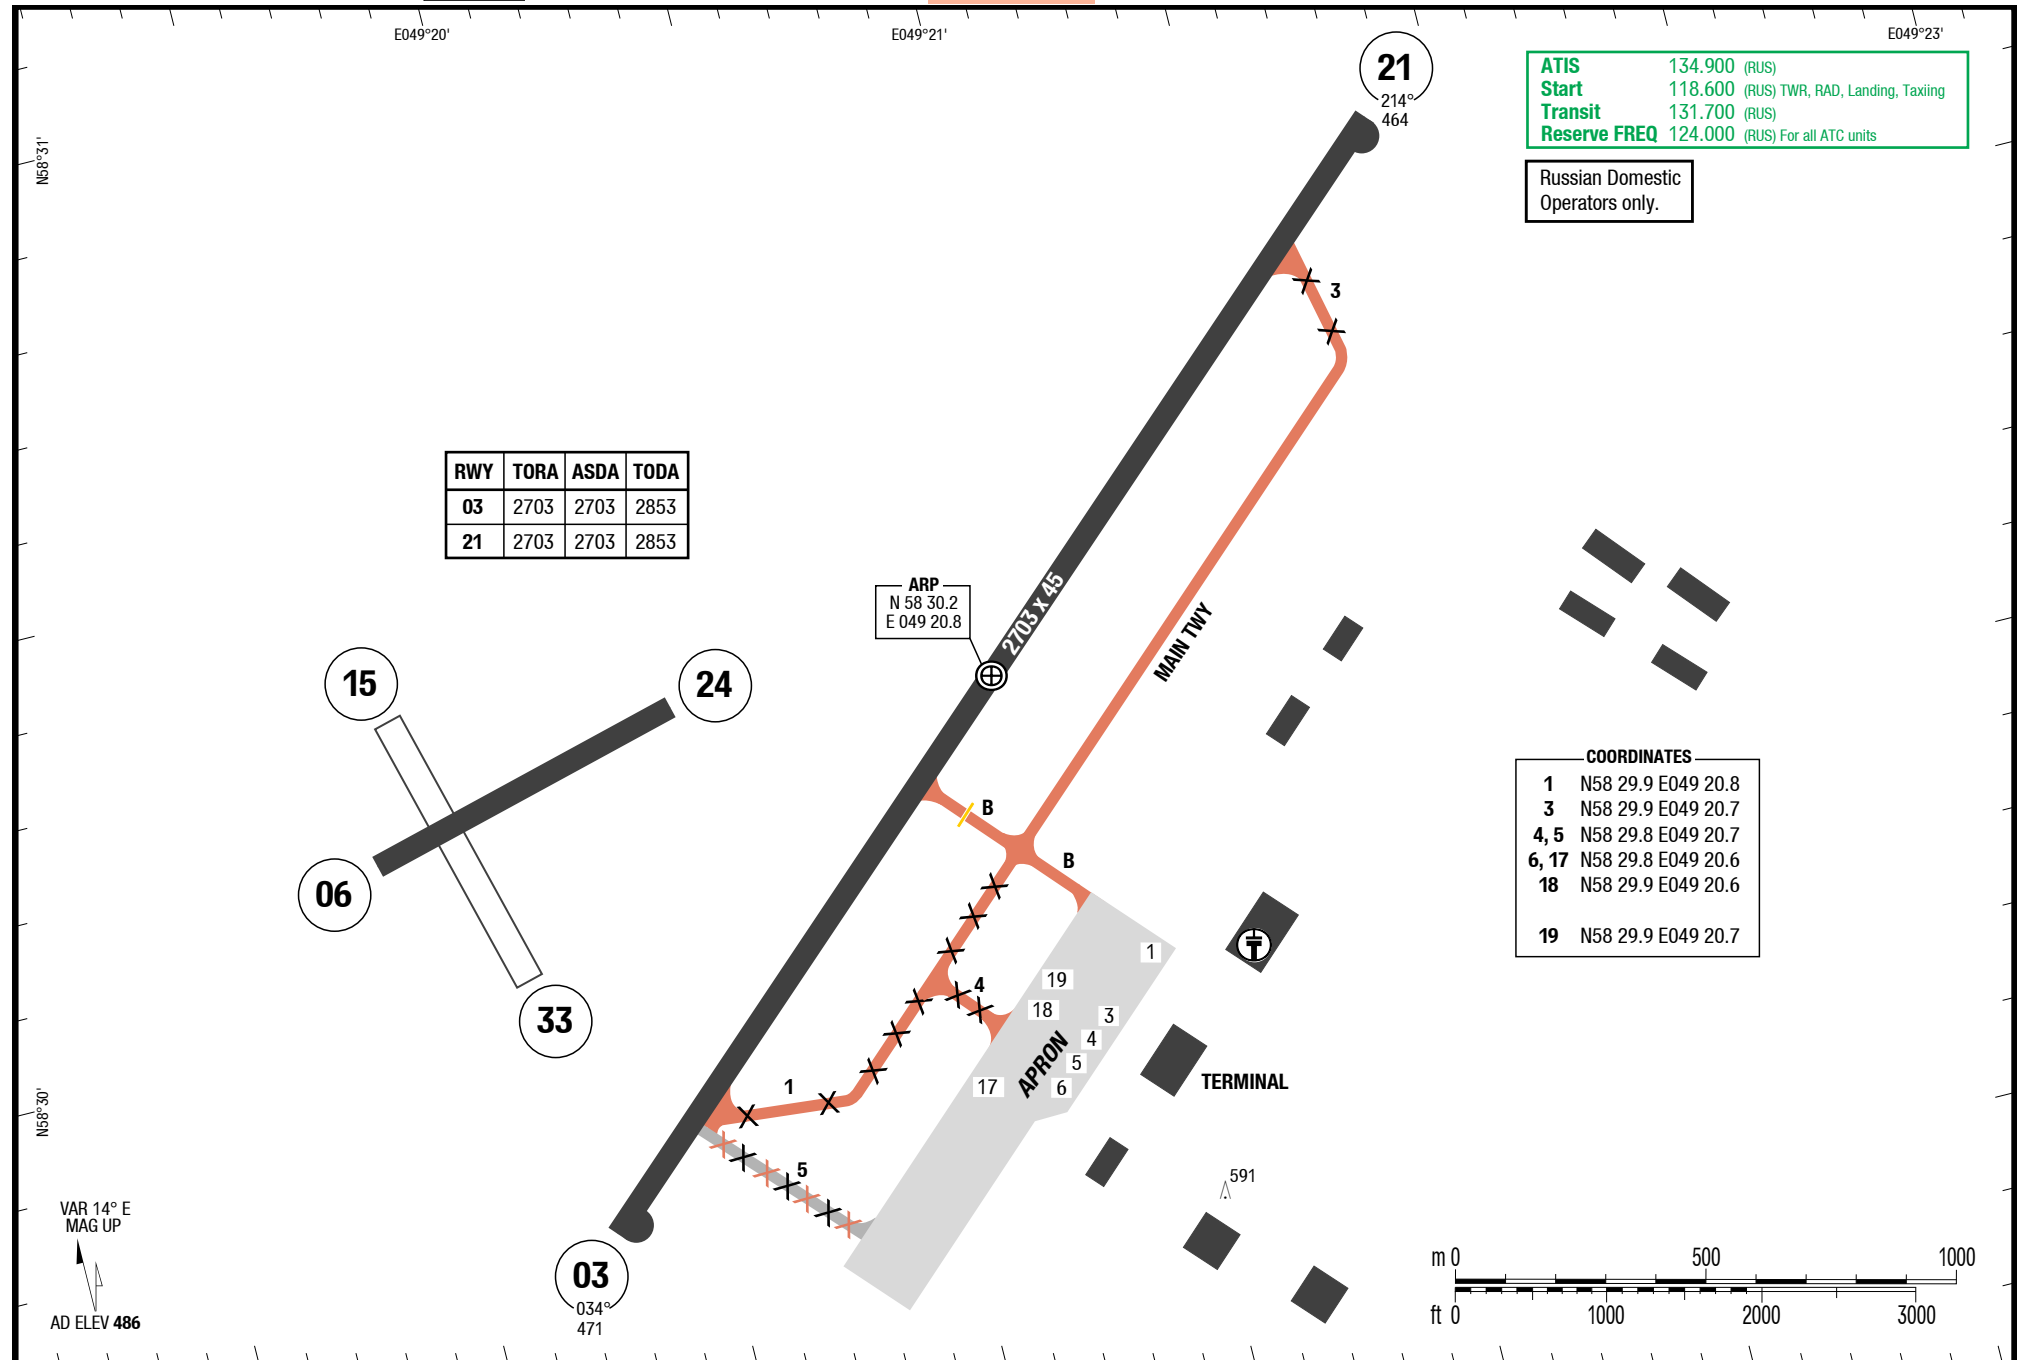 E049°20'
E049°21'
E049°23'
N58°31'
21
214°
464
ATIS 134.900 (RUS)
Start 118.600 (RUS) TWR, RAD, Landing, Taxiing
Transit 131.700 (RUS)
Reserve FREQ 124.000 (RUS) For all ATC units
Russian Domestic
Operators only.
3
RWY TORA ASDA TODA
03 2703 2703 2853
21 2703 2703 2853
ARP
N 58 30.2
E 049 20.8
2703 x 45
MAIN TWY
15
24
06
33
B
B
COORDINATES
1 N58 29.9 E049 20.8
3 N58 29.9 E049 20.7
4, 5 N58 29.8 E049 20.7
6, 17 N58 29.8 E049 20.6
18 N58 29.9 E049 20.6
19 N58 29.9 E049 20.7
1
19
4
18
3
4
5
6
17
APRON
TERMINAL
1
5
N58°30'
591
VAR 14° E
MAG UP
AD ELEV 486
03
034°
471
m 0 500 1000
ft 0 1000 2000 3000